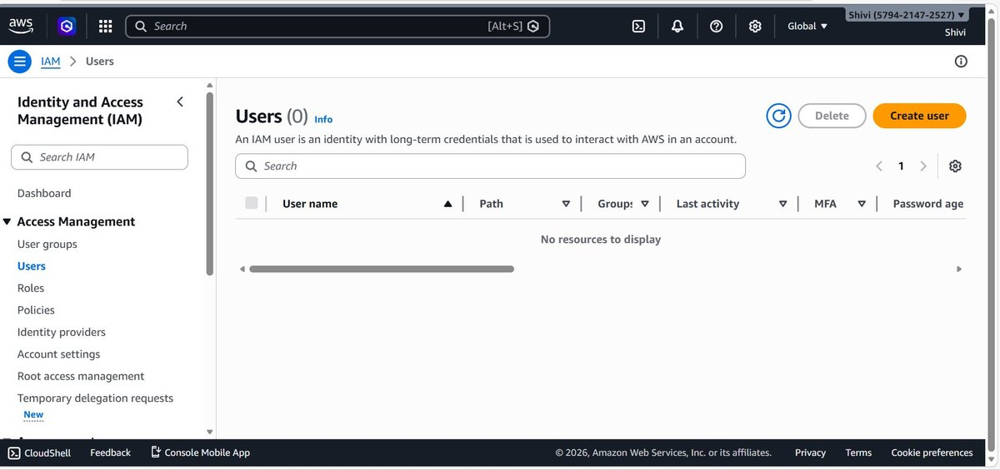 aws
Search [Alt+S]
Global ▼
Shivi (5794-2147-2527) ▼
Shivi
IAM > Users
Identity and Access
Management (IAM)
Search IAM
Dashboard
Access Management
User groups
Users
Roles
Policies
Identity providers
Account settings
Root access management
Temporary delegation requests
New
Users (0) Info
Delete
Create user
An IAM user is an identity with long-term credentials that is used to interact with AWS in an account.
Search
1
User name Path Groups Last activity MFA Password age
No resources to display
CloudShell Feedback Console Mobile App © 2026, Amazon Web Services, Inc. or its affiliates. Privacy Terms Cookie preferences